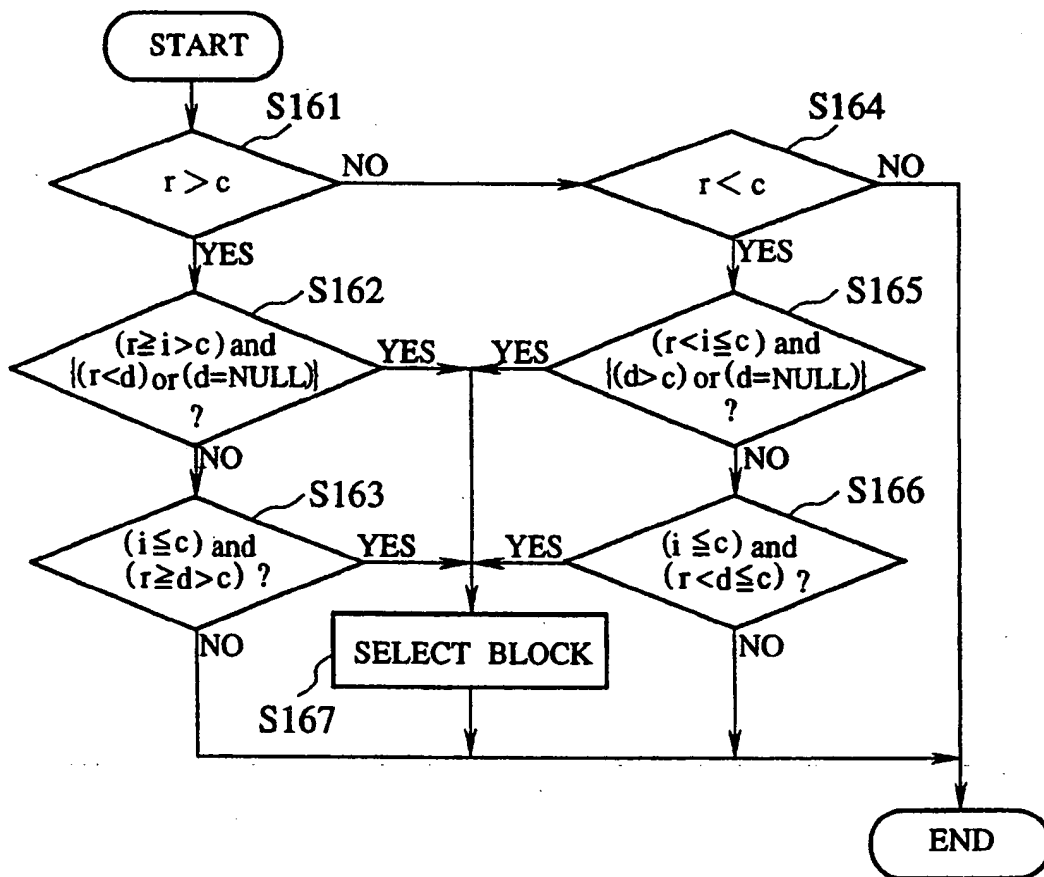 START
S161
S164
r > c
NO
r < c
NO
YES
YES
S162
S165
(r≧i>c) and
{(r<d) or (d=NULL)}
?
YES
YES
(r<i≦c) and
{(d>c) or (d=NULL)}
?
NO
NO
S163
S166
(i≦c) and
(r≧d>c) ?
YES
YES
(i≦c) and
(r<d≦c) ?
NO
NO
SELECT BLOCK
S167
END